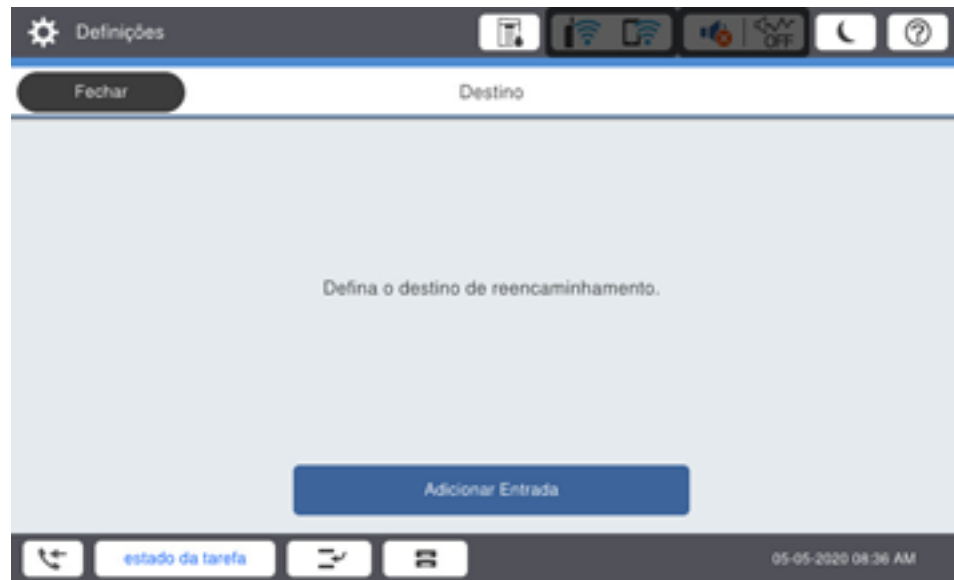 Definições
OFF
Fechar
Destino
Defina o destino de reencaminhamento.
Adicionar Entrada
estado da tarefa
05-05-2020 08:36 AM